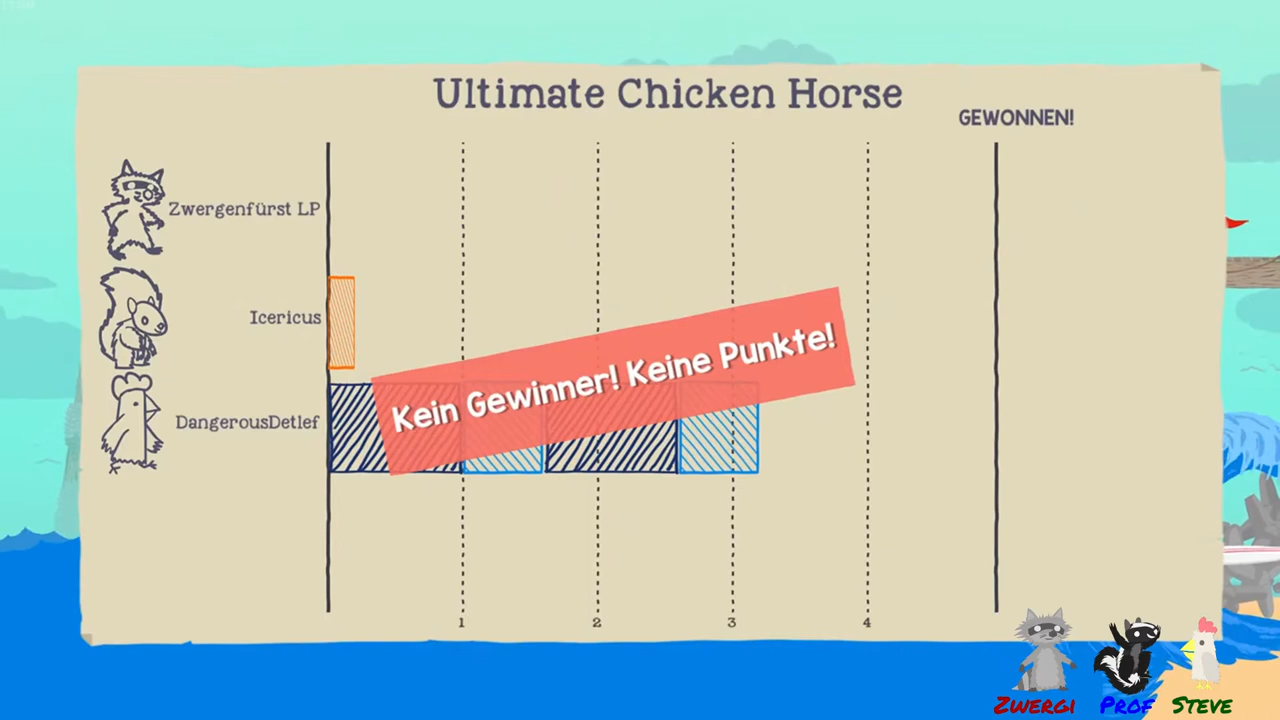 Ultimate Chicken Horse
GEWONNEN!
Zwergenfürst LP
Icericus
DangerousDetlef
Kein Gewinner! Keine Punkte!
1 2 3 4
Zwergi Prof Steve